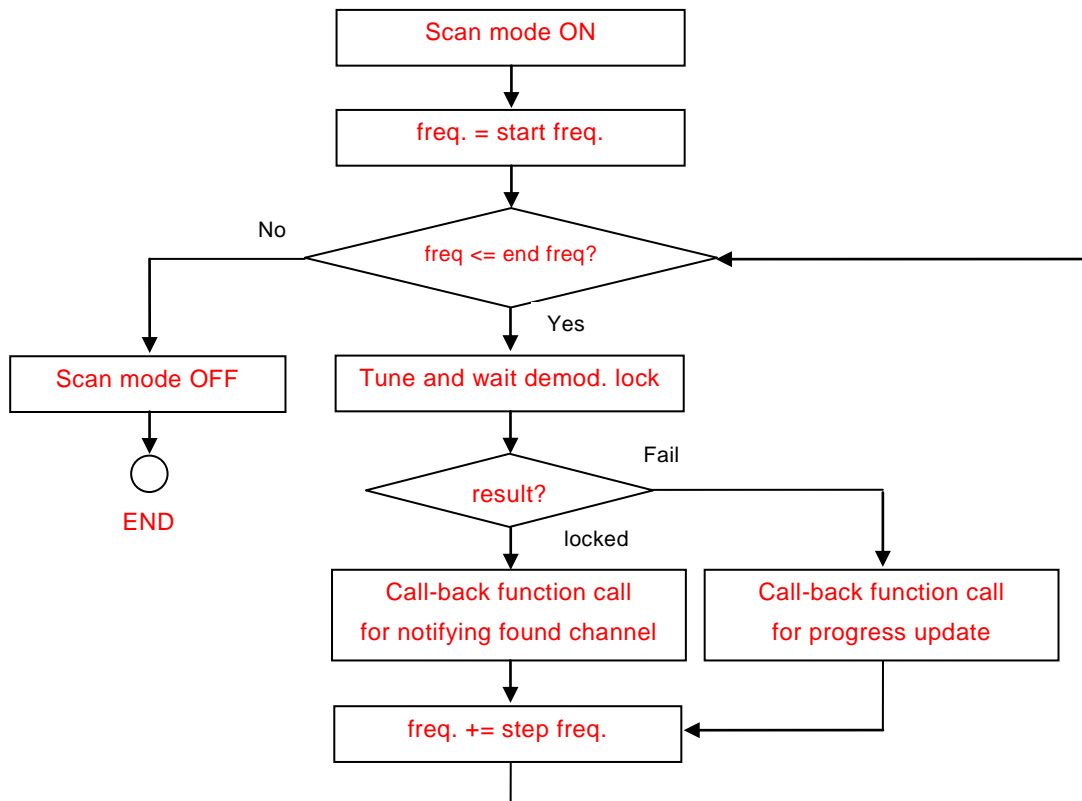 Scan mode ON
freq. = start freq.
No
freq <= end freq?
Yes
Scan mode OFF
Tune and wait demod. lock
END
Fail
result?
locked
Call-back function call
for notifying found channel
Call-back function call
for progress update
freq. += step freq.